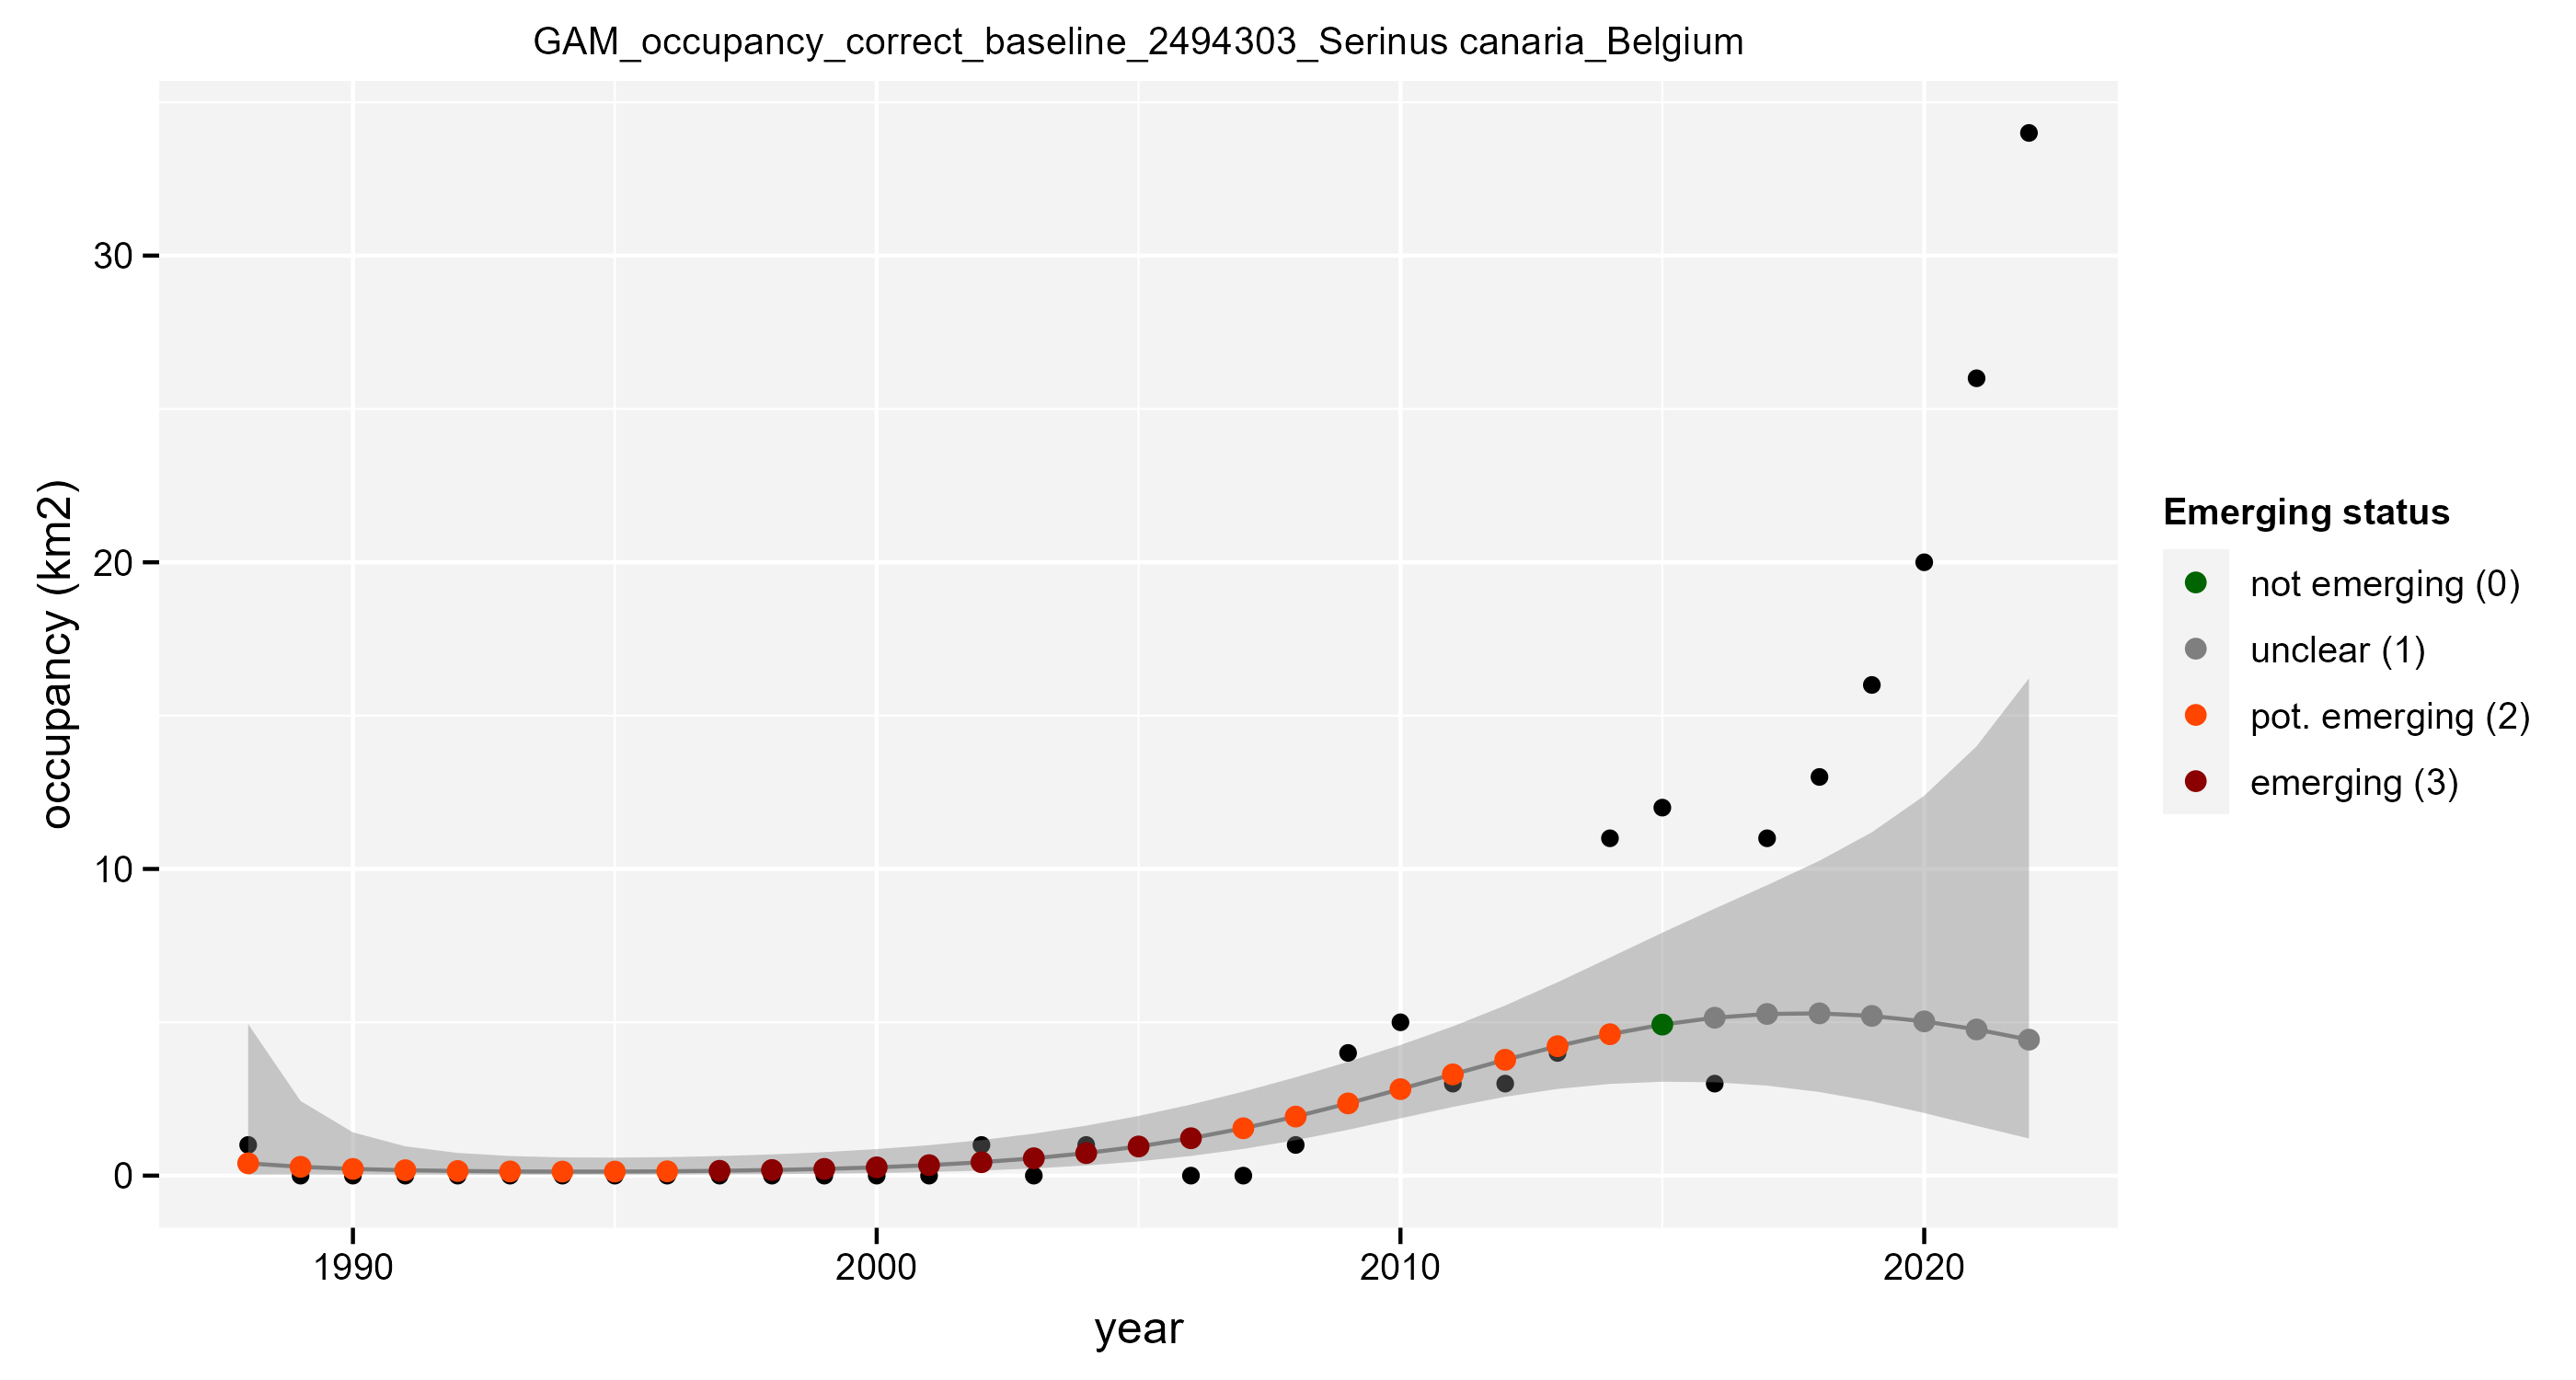 GAM_occupancy_correct_baseline_2494303_Serinus canaria_Belgium
30
20
10
0
occupancy (km2)
1990
2000
2010
2020
year
Emerging status
not emerging (0)
unclear (1)
pot. emerging (2)
emerging (3)